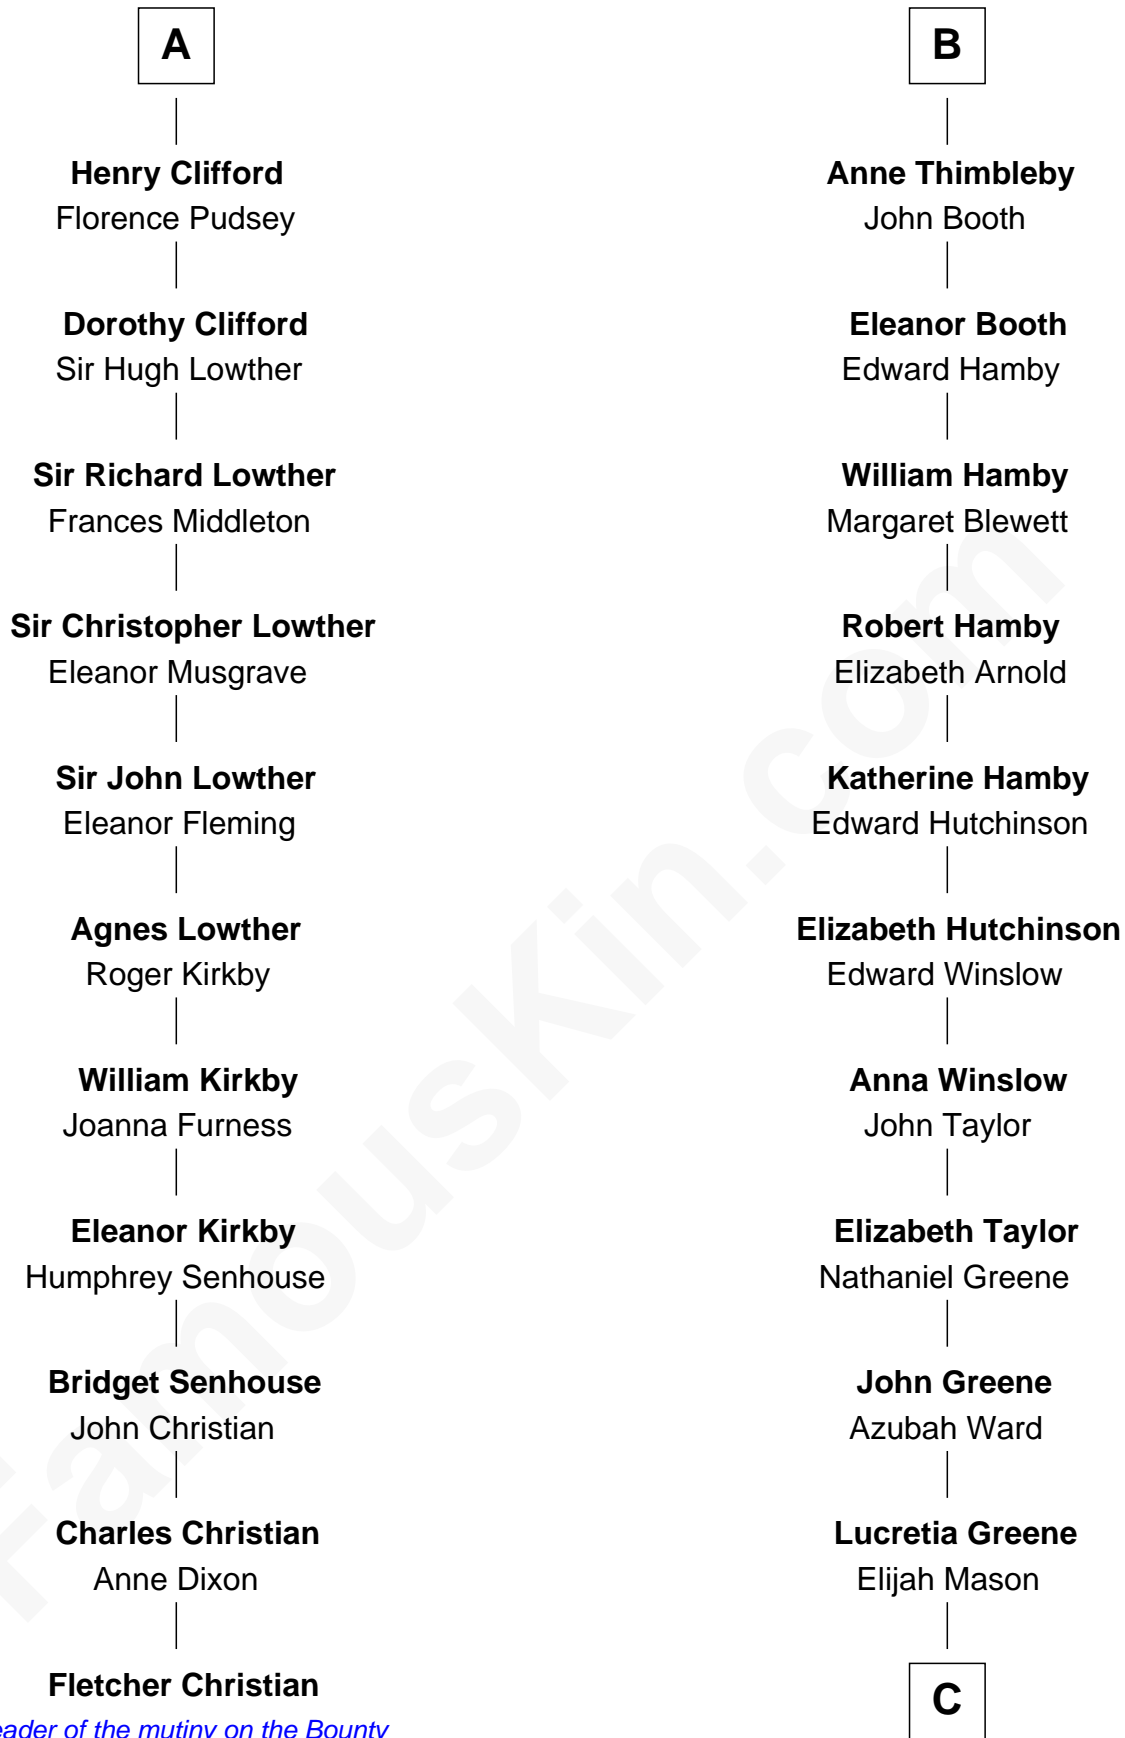 A
Henry Clifford
Florence Pudsey
Dorothy Clifford
Sir Hugh Lowther
Sir Richard Lowther
Frances Middleton
Sir Christopher Lowther
Eleanor Musgrave
Sir John Lowther
Eleanor Fleming
Agnes Lowther
Roger Kirkby
William Kirkby
Joanna Furness
Eleanor Kirkby
Humphrey Senhouse
Bridget Senhouse
John Christian
Charles Christian
Anne Dixon
Fletcher Christian
eader of the mutiny on the Bounty
B
Anne Thimbleby
John Booth
Eleanor Booth
Edward Hamby
William Hamby
Margaret Blewett
Robert Hamby
Elizabeth Arnold
Katherine Hamby
Edward Hutchinson
Elizabeth Hutchinson
Edward Winslow
Anna Winslow
John Taylor
Elizabeth Taylor
Nathaniel Greene
John Greene
Azubah Ward
Lucretia Greene
Elijah Mason
C
FamousKin.com